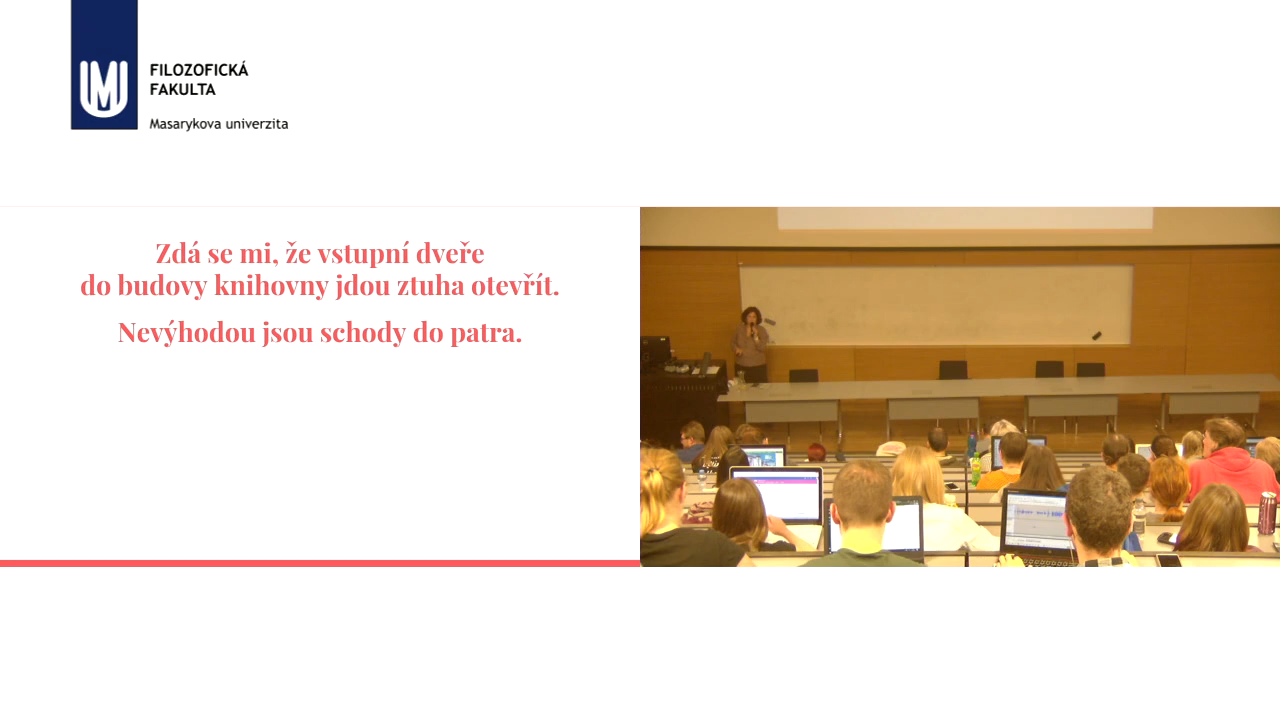 FILOZOFICKÁ
FAKULTA
Masarykova univerzita
Zdá se mi, že vstupní dveře
do budovy knihovny jdou ztuha otevřít.
Nevýhodou jsou schody do patra.